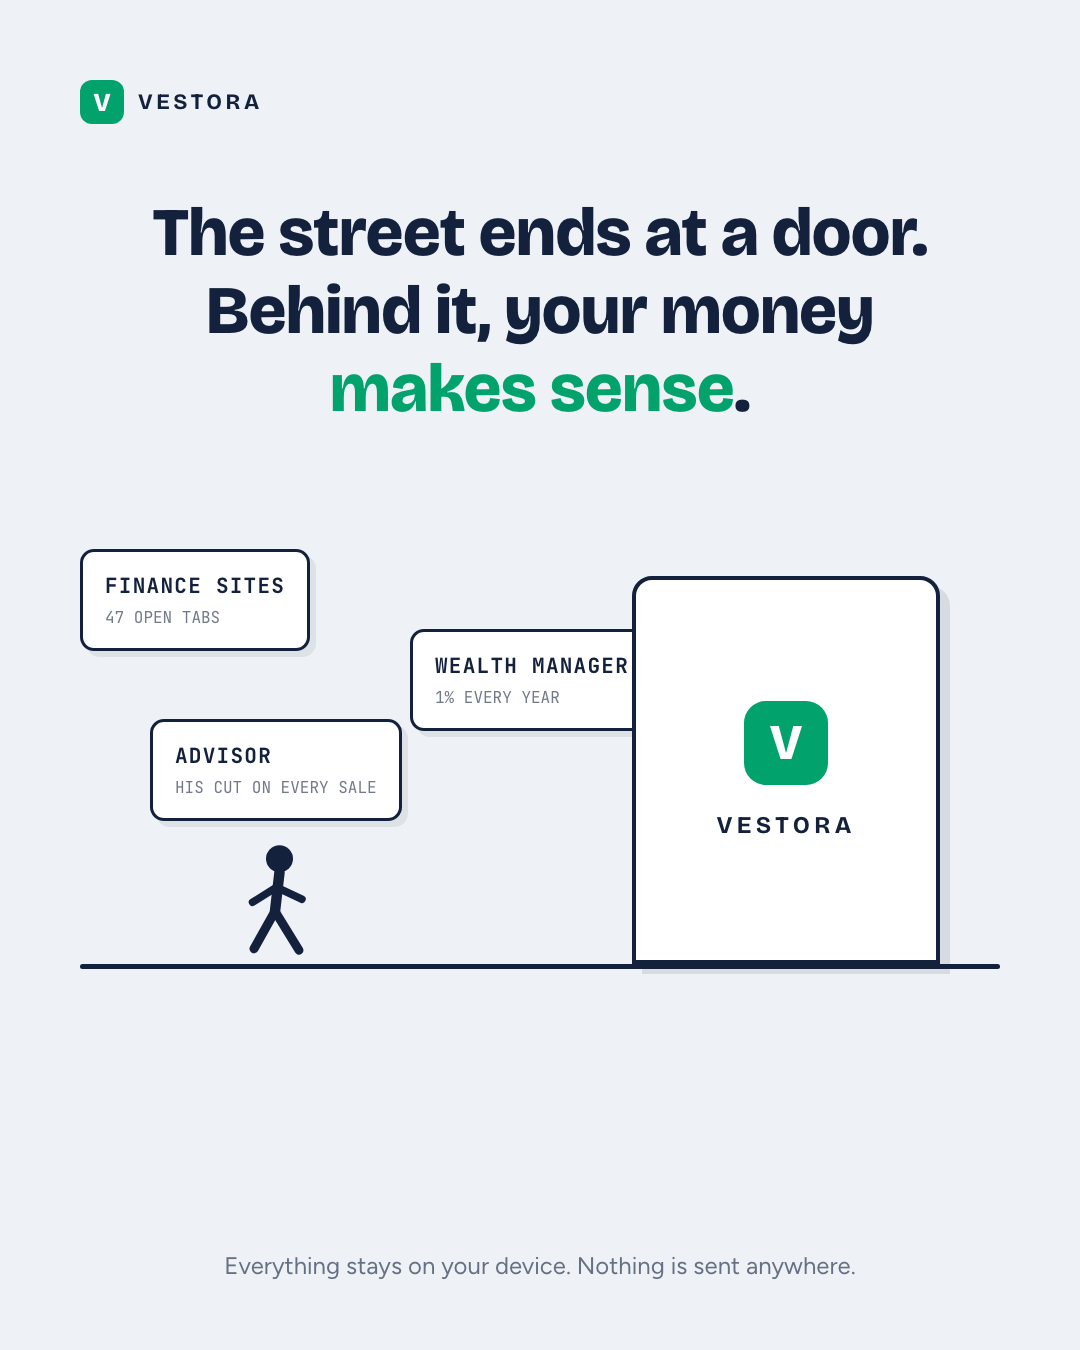 V VESTORA
The street ends at a door.
Behind it, your money
makes sense.
FINANCE SITES
47 OPEN TABS
WEALTH MANAGER
1% EVERY YEAR
ADVISOR
HIS CUT ON EVERY SALE
V
VESTORA
Everything stays on your device. Nothing is sent anywhere.